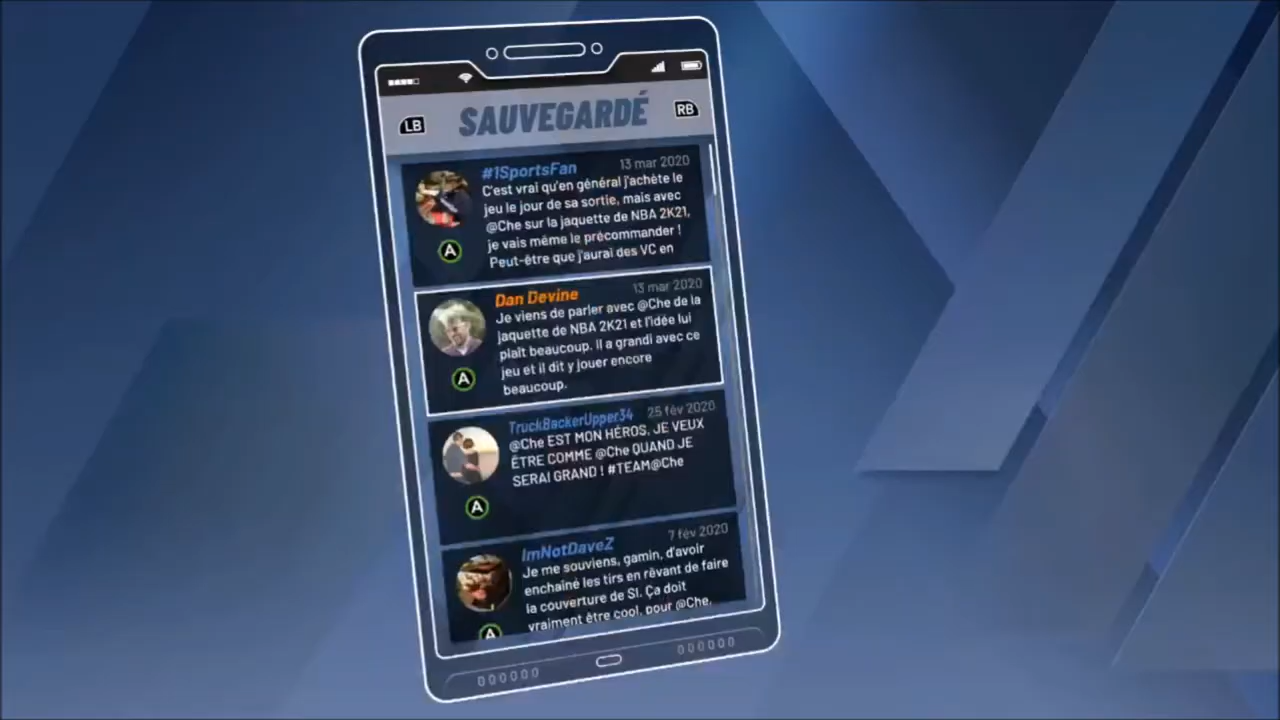 LB
SAUVEGARDÉ
RB
#1SportsFan
13 mar 2020
C'est vrai qu'en général j'achète le
jeu le jour de sa sortie, mais avec
@Che sur la jaquette de NBA 2K21,
je vais même le précommander !
Peut-être que j'aurai des VC en
A
Dan Devine
13 mar 2020
Je viens de parler avec @Che de la
jaquette de NBA 2K21 et l'idée lui
plaît beaucoup. Il a grandi avec ce
jeu et il dit y jouer encore
beaucoup.
A
TruckBackerUpper34
25 fév 2020
@Che EST MON HÉROS. JE VEUX
ÊTRE COMME @Che QUAND JE
SERAI GRAND ! #TEAM@Che
A
ImNotDaveZ
7 fév 2020
Je me souviens, gamin, d'avoir
enchaîné les tirs en rêvant de faire
la couverture de SI. Ça doit
vraiment être cool, pour @Che,
A